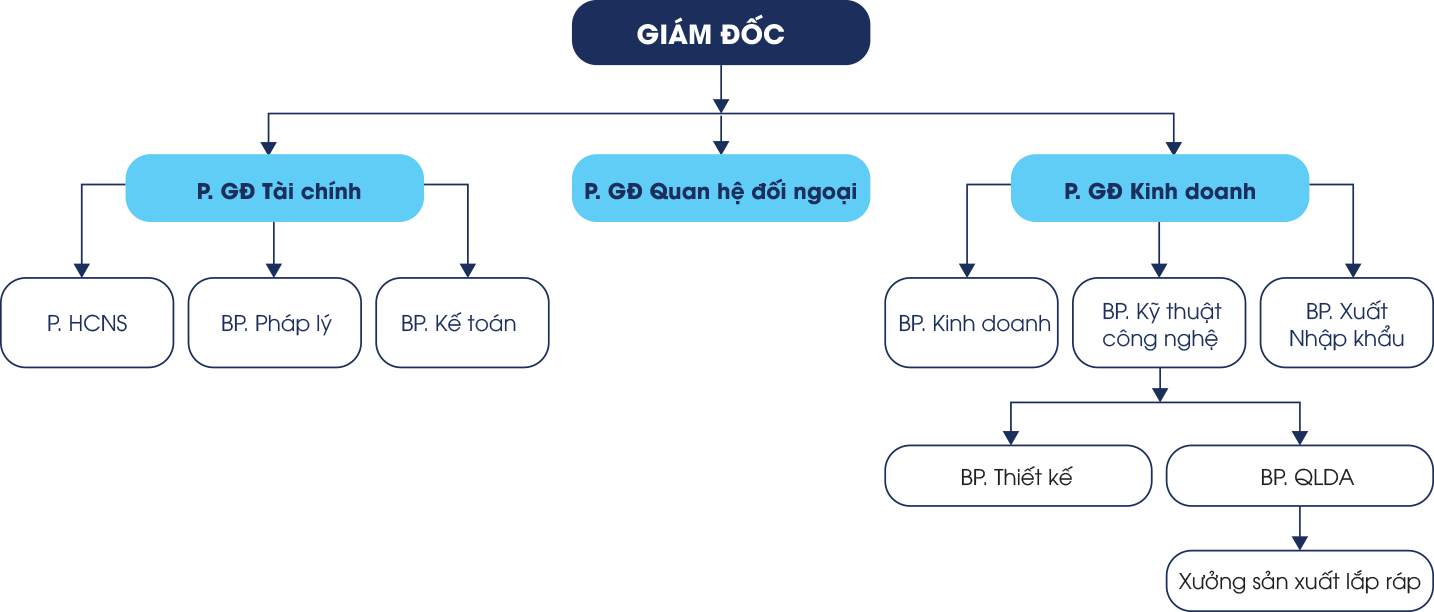 GIÁM ĐỐC
P. GĐ Tài chính
P. GĐ Quan hệ đối ngoại
P. GĐ Kinh doanh
P. HCNS
BP. Pháp lý
BP. Kế toán
BP. Kinh doanh
BP. Kỹ thuật
công nghệ
BP. Xuất
Nhập khẩu
BP. Thiết kế
BP. QLDA
Xưởng sản xuất lắp ráp